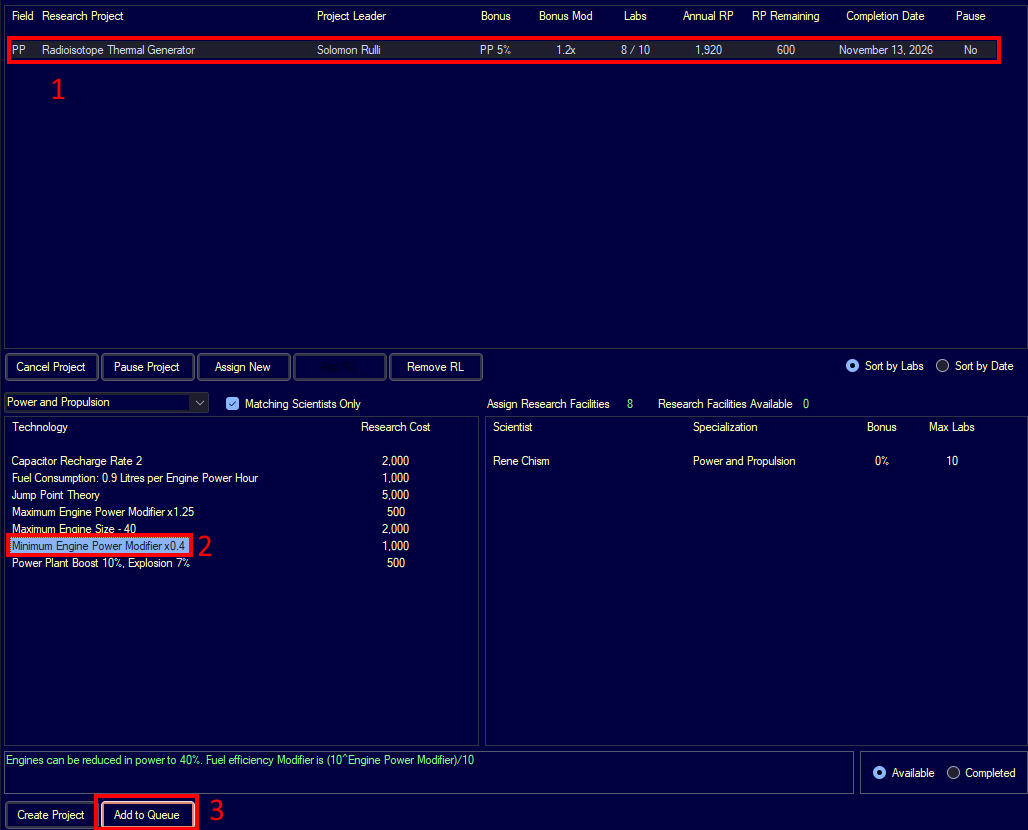 Field Research Project Project Leader Bonus Bonus Mod Labs Annual RP RP Remaining Completion Date Pause
PP Radioisotope Thermal Generator Solomon Rulli PP 5% 1.2x 8 / 10 1,920 600 November 13, 2026 No
1
Cancel Project Pause Project Assign New Remove RL Sort by Labs Sort by Date
Power and Propulsion Matching Scientists Only Assign Research Facilities 8 Research Facilities Available 0
Technology Research Cost
Capacitor Recharge Rate 2 2,000
Fuel Consumption: 0.9 Litres per Engine Power Hour 1,000
Jump Point Theory 5,000
Maximum Engine Power Modifier x1.25 500
Maximum Engine Size - 40 2,000
Minimum Engine Power Modifier x0.4 1,000
2
Power Plant Boost 10%, Explosion 7% 500
Scientist Specialization Bonus Max Labs
Rene Chism Power and Propulsion 0% 10
Engines can be reduced in power to 40%. Fuel efficiency Modifier is (10^Engine Power Modifier)/10
Available Completed
Create Project Add to Queue 3